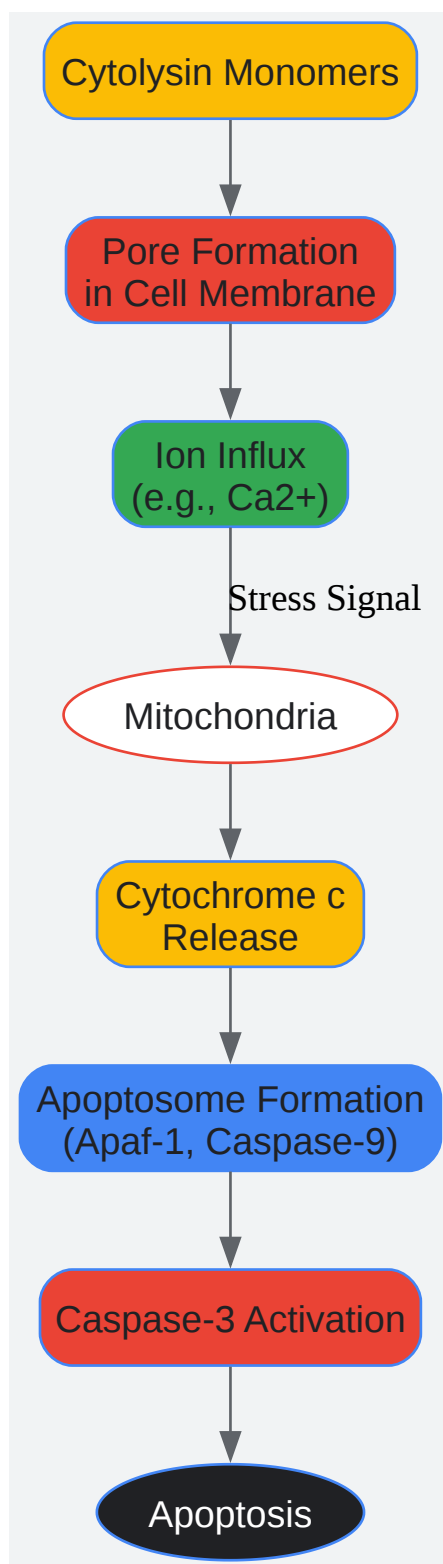 Cytolysin Monomers
Pore Formation
in Cell Membrane
Ion Influx
(e.g., Ca2+)
Stress Signal
Mitochondria
Cytochrome c
Release
Apoptosome Formation
(Apaf-1, Caspase-9)
Caspase-3 Activation
Apoptosis